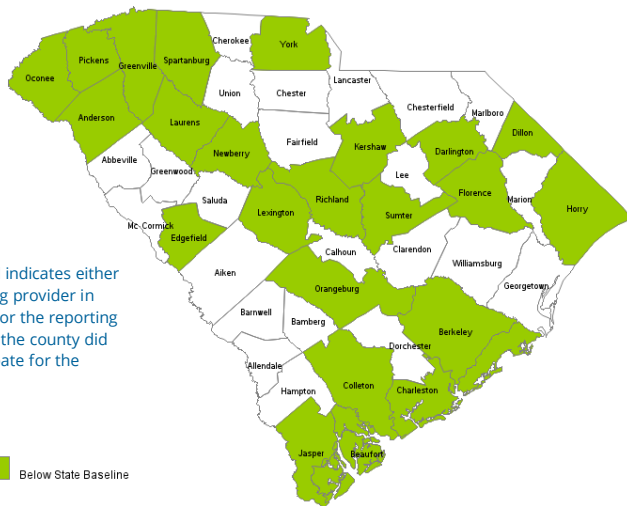 Cherokee
York
Oconee
Pickens
Greenville
Spartanburg
Union
Chester
Lancaster
Chesterfield
Marlboro
Dillon
Anderson
Laurens
Newberry
Fairfield
Kershaw
Darlington
Abbeville
Greenwood
Saluda
Lexington
Richland
Lee
Sumter
Florence
Marion
Horry
Mc Cormick
Edgefield
Aiken
Calhoun
Clarendon
Williamsburg
Georgetown
Orangeburg
Barnwell
Bamberg
Berkeley
Dorchester
Allendale
Hampton
Colleton
Charleston
Jasper
Beaufort
indicates either
g provider in
or the reporting
the county did
ate for the
Below State Baseline